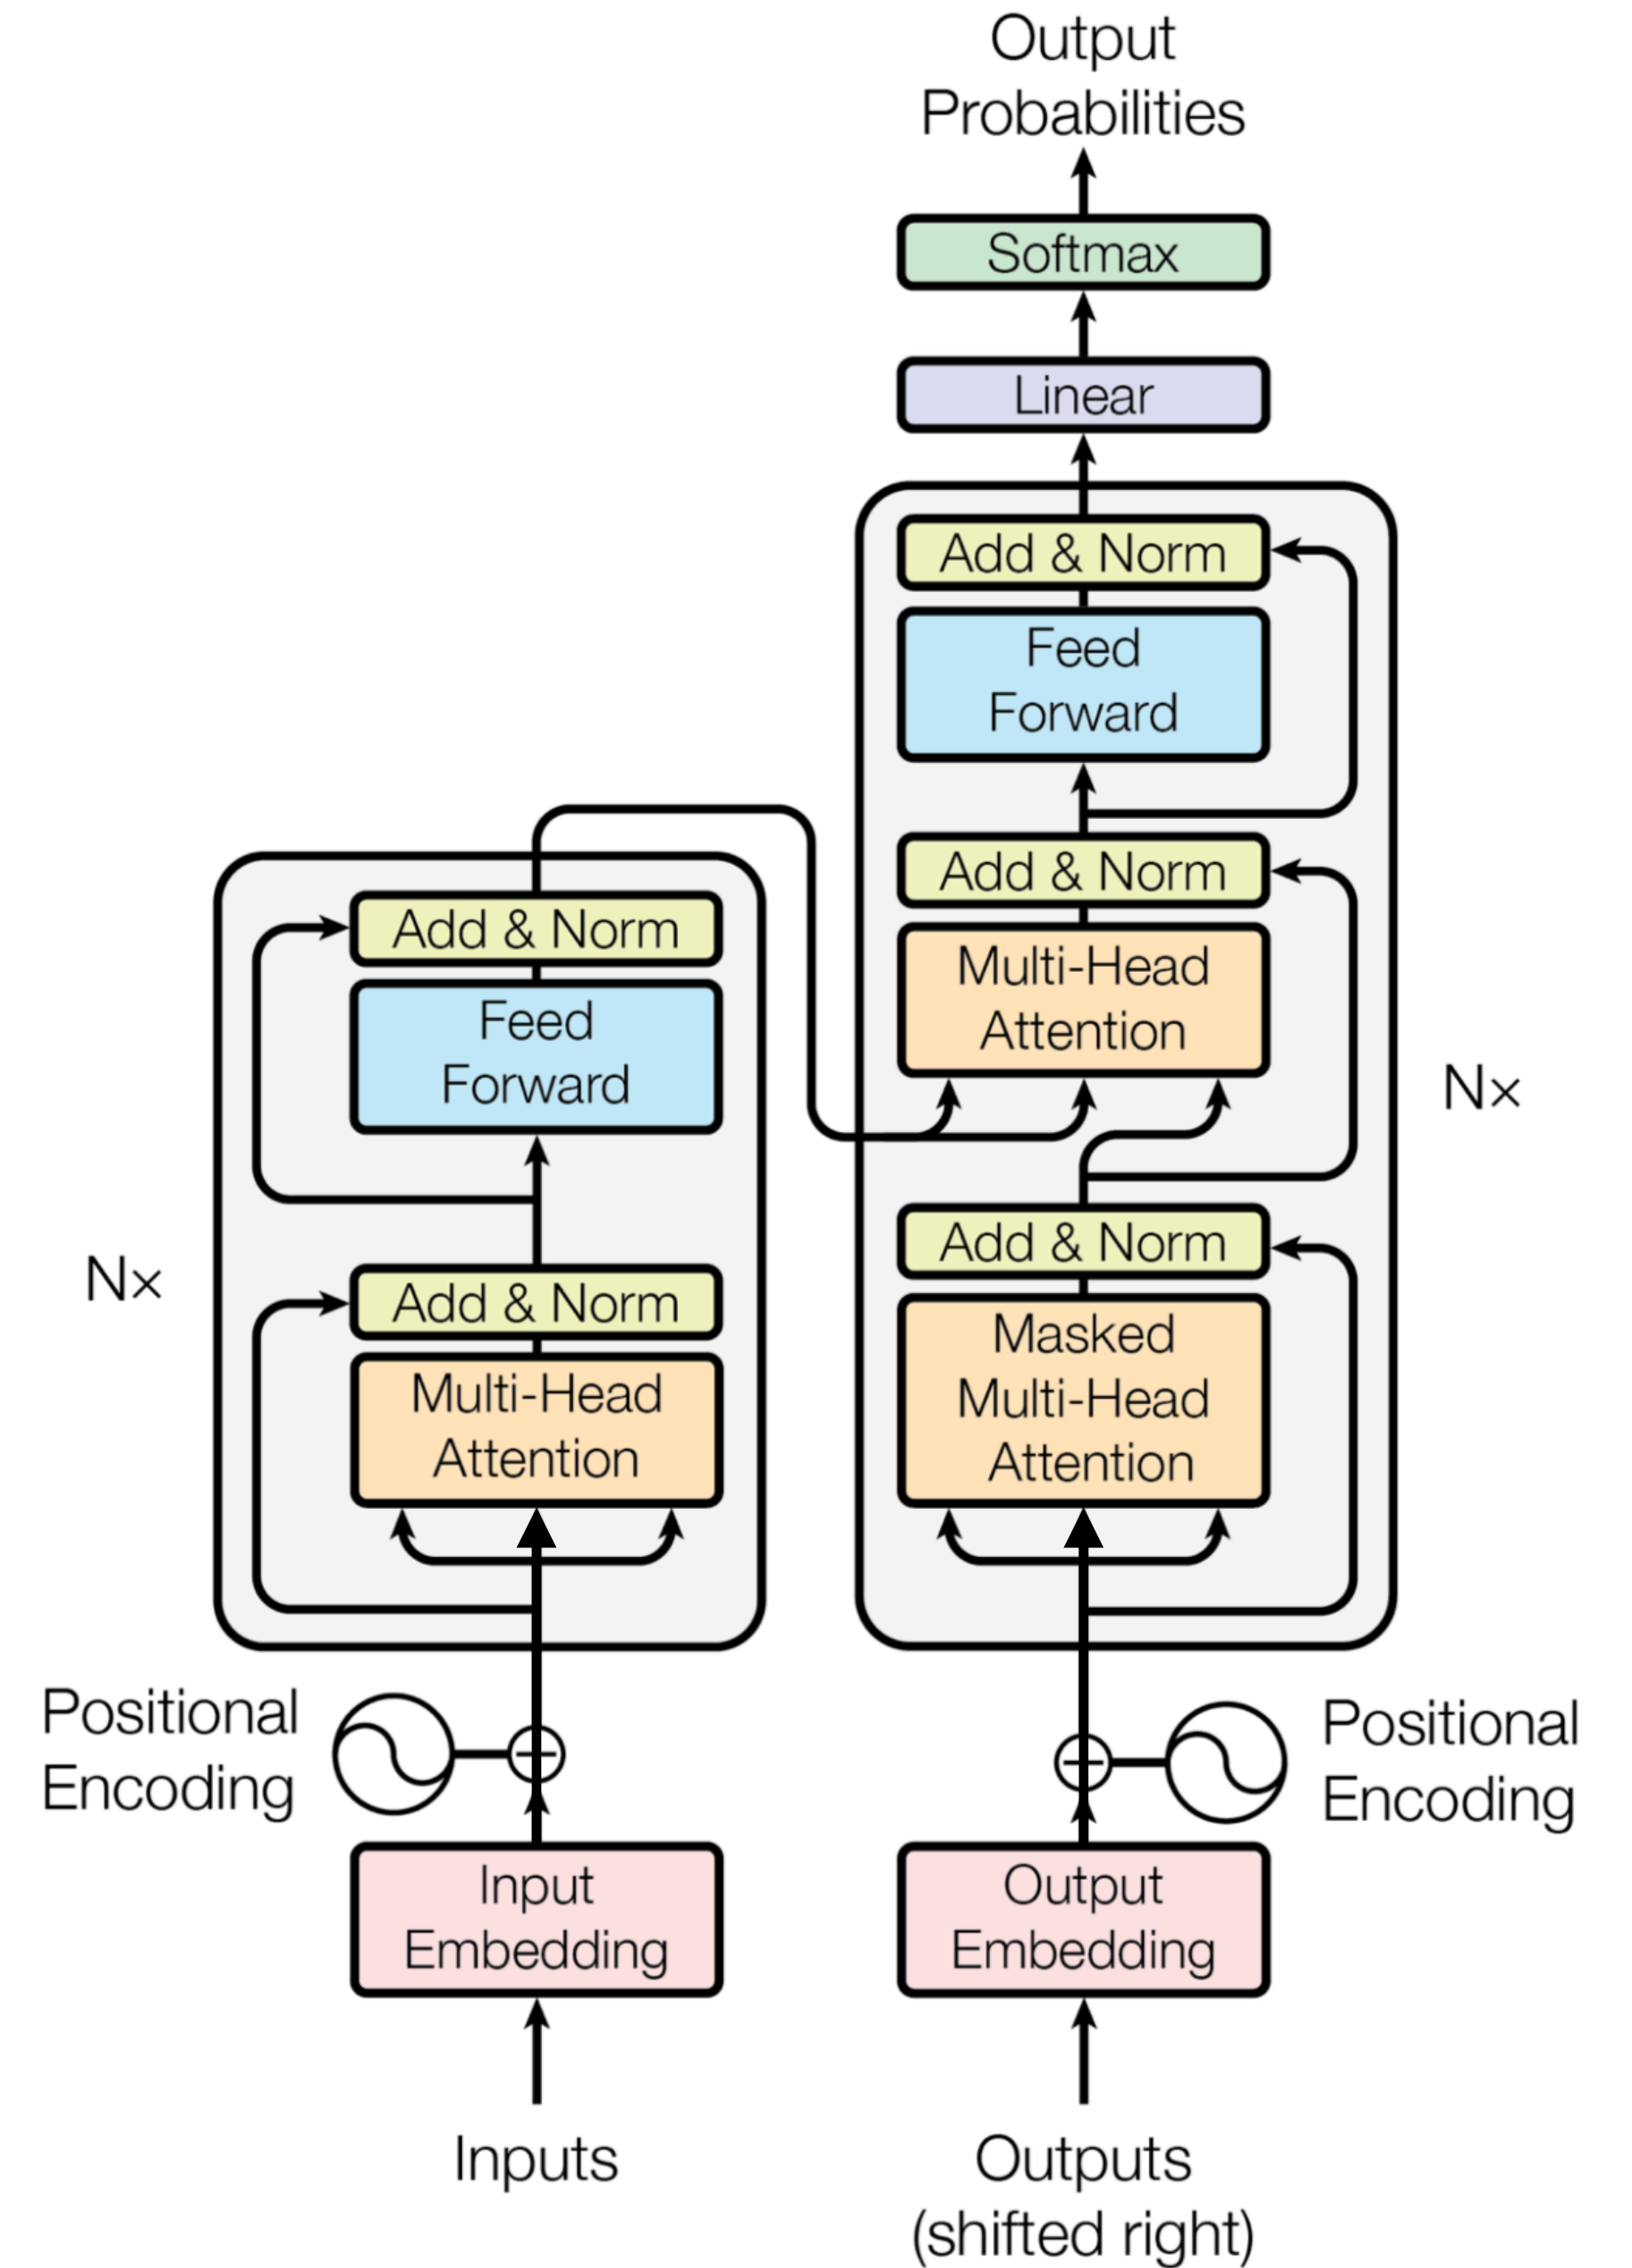 Output
Probabilities
Softmax
Linear
Add & Norm
Feed
Forward
Add & Norm
Multi-Head
Attention
Add & Norm
Masked
Multi-Head
Attention
Nx
Add & Norm
Feed
Forward
Add & Norm
Multi-Head
Attention
Nx
Positional
Encoding
Positional
Encoding
Input
Embedding
Output
Embedding
Inputs
Outputs
(shifted right)